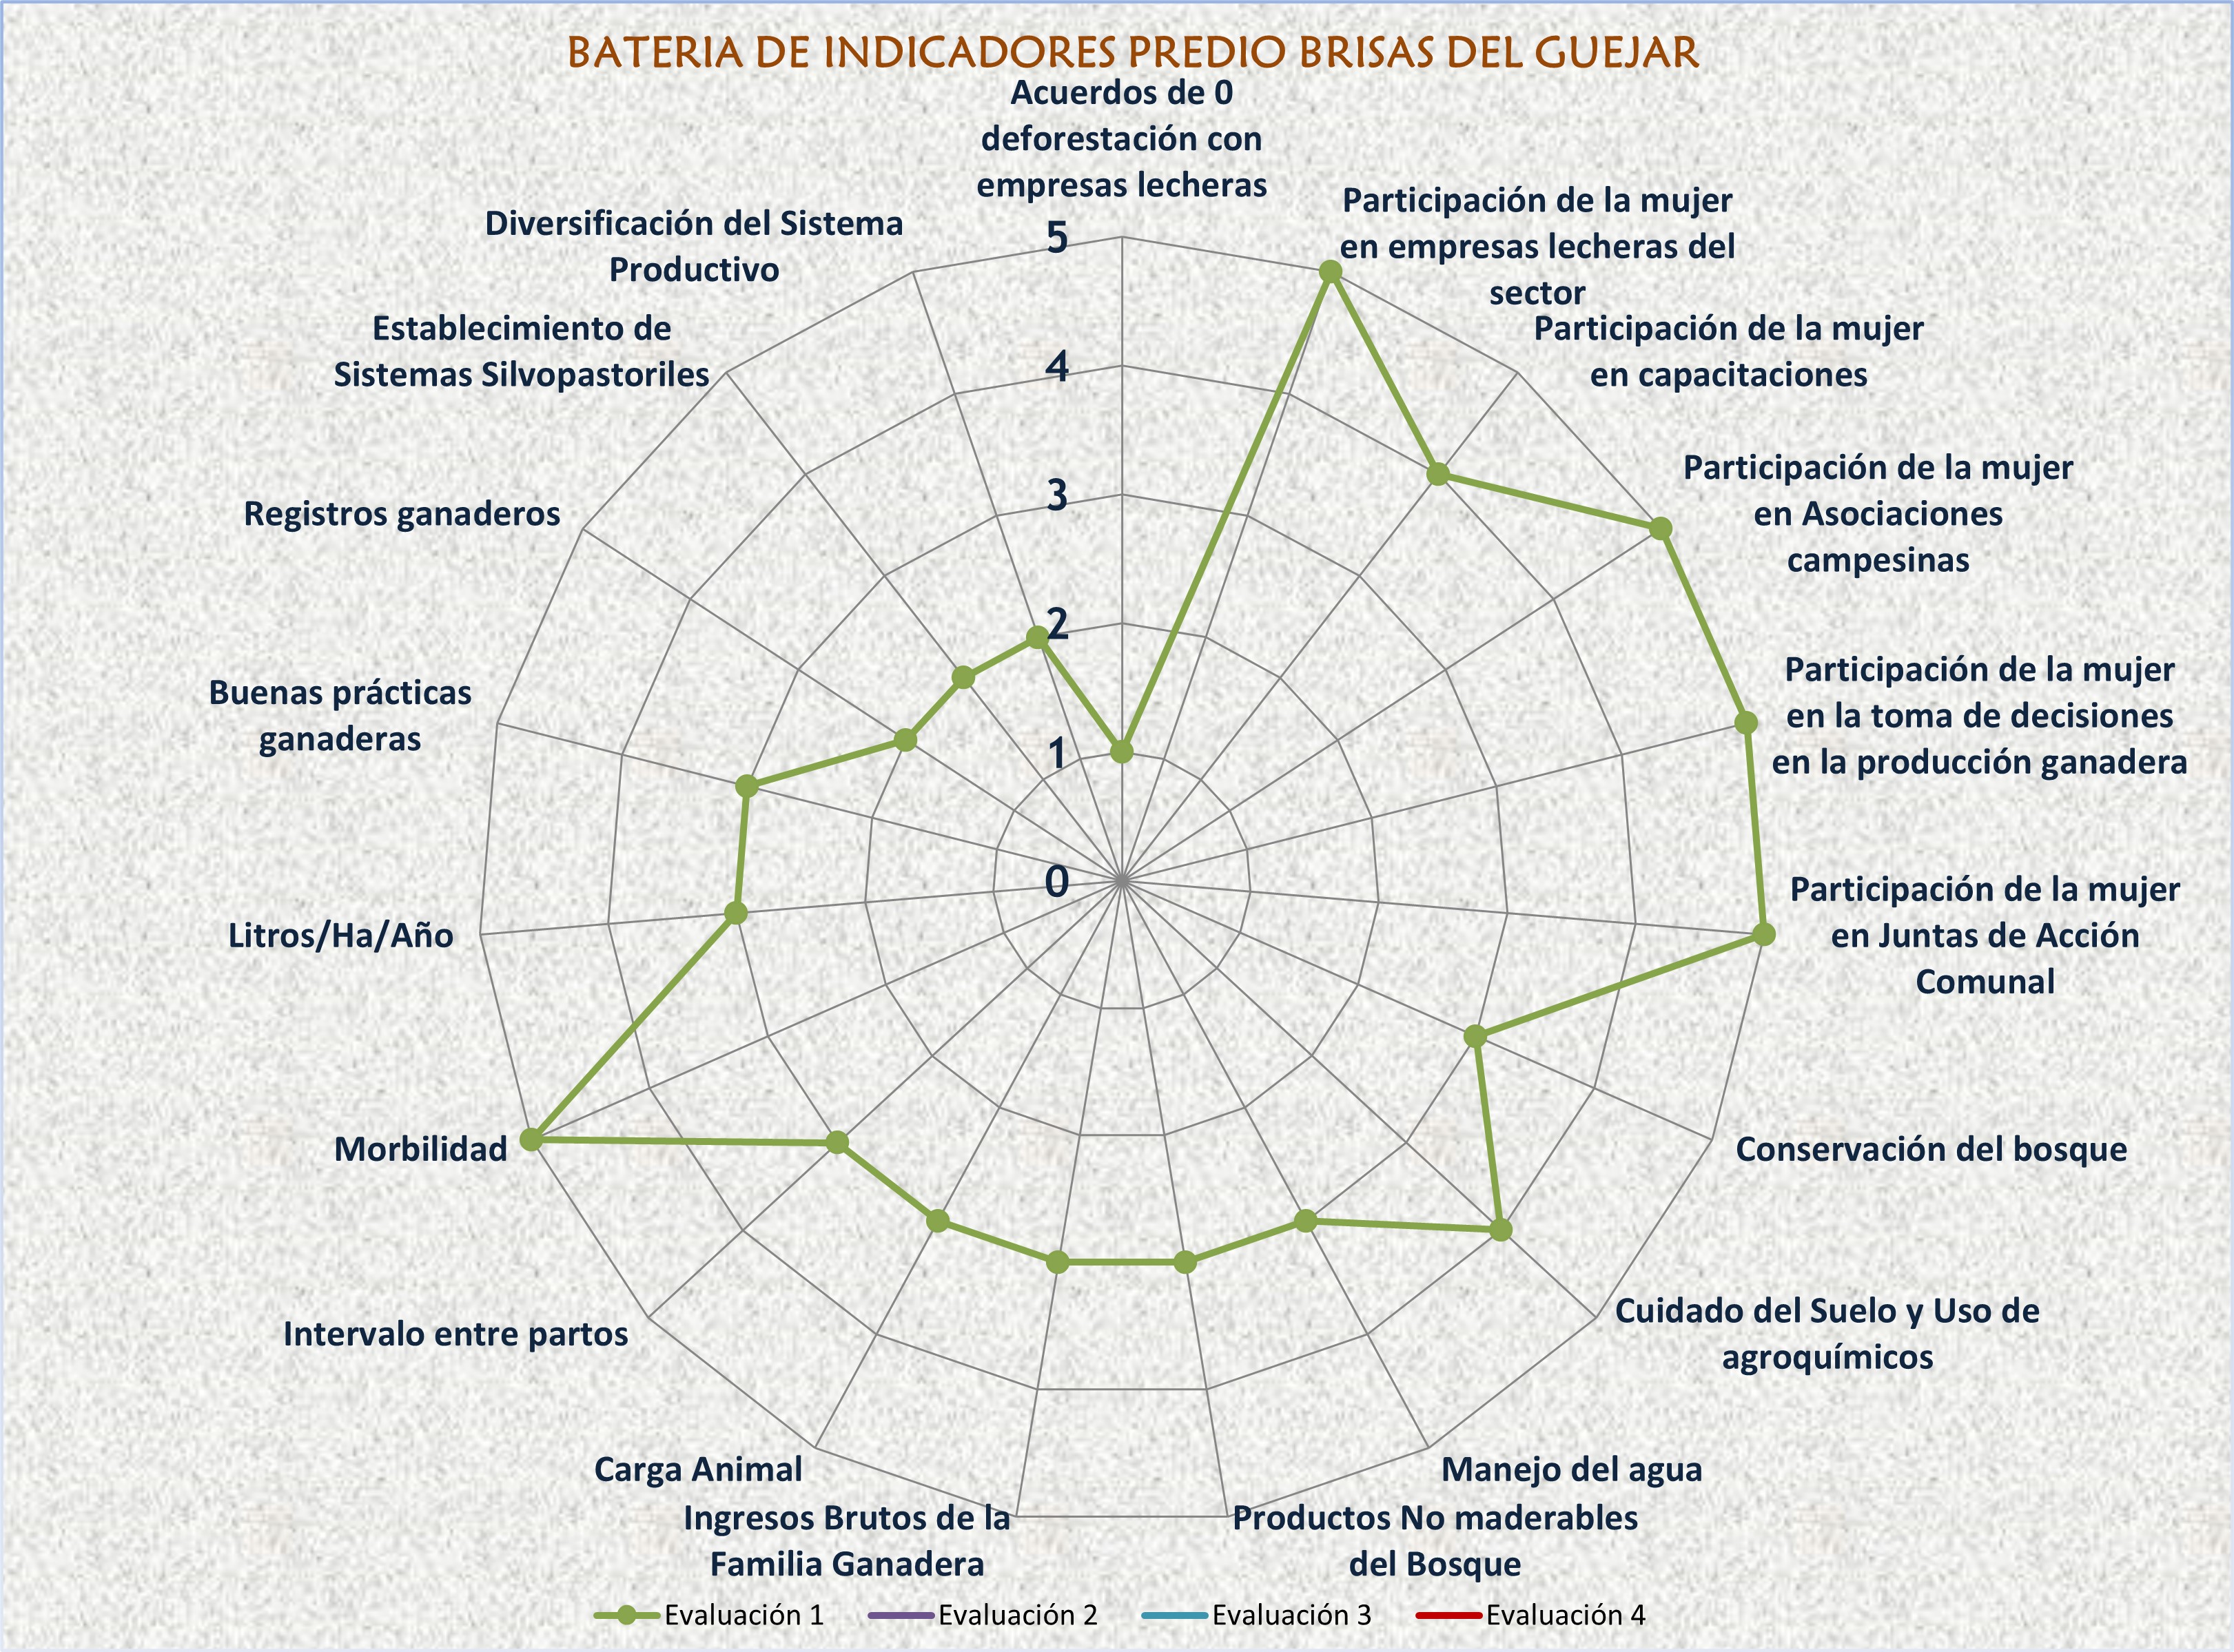 BATERIA DE INDICADORES PREDIO BRISAS DEL GUEJAR
Acuerdos de 0
deforestación con
empresas lecheras
Participación de la mujer
en empresas lecheras del
sector
Participación de la mujer
en capacitaciones
Participación de la mujer
en Asociaciones
campesinas
Participación de la mujer
en la toma de decisiones
en la producción ganadera
Participación de la mujer
en Juntas de Acción
Comunal
Conservación del bosque
Cuidado del Suelo y Uso de
agroquímicos
Manejo del agua
Productos No maderables
del Bosque
Ingresos Brutos de la
Familia Ganadera
Carga Animal
Intervalo entre partos
Morbilidad
Litros/Ha/Año
Buenas prácticas
ganaderas
Registros ganaderos
Establecimiento de
Sistemas Silvopastoriles
Diversificación del Sistema
Productivo
5
4
3
2
1
0
Evaluación 1
Evaluación 2
Evaluación 3
Evaluación 4